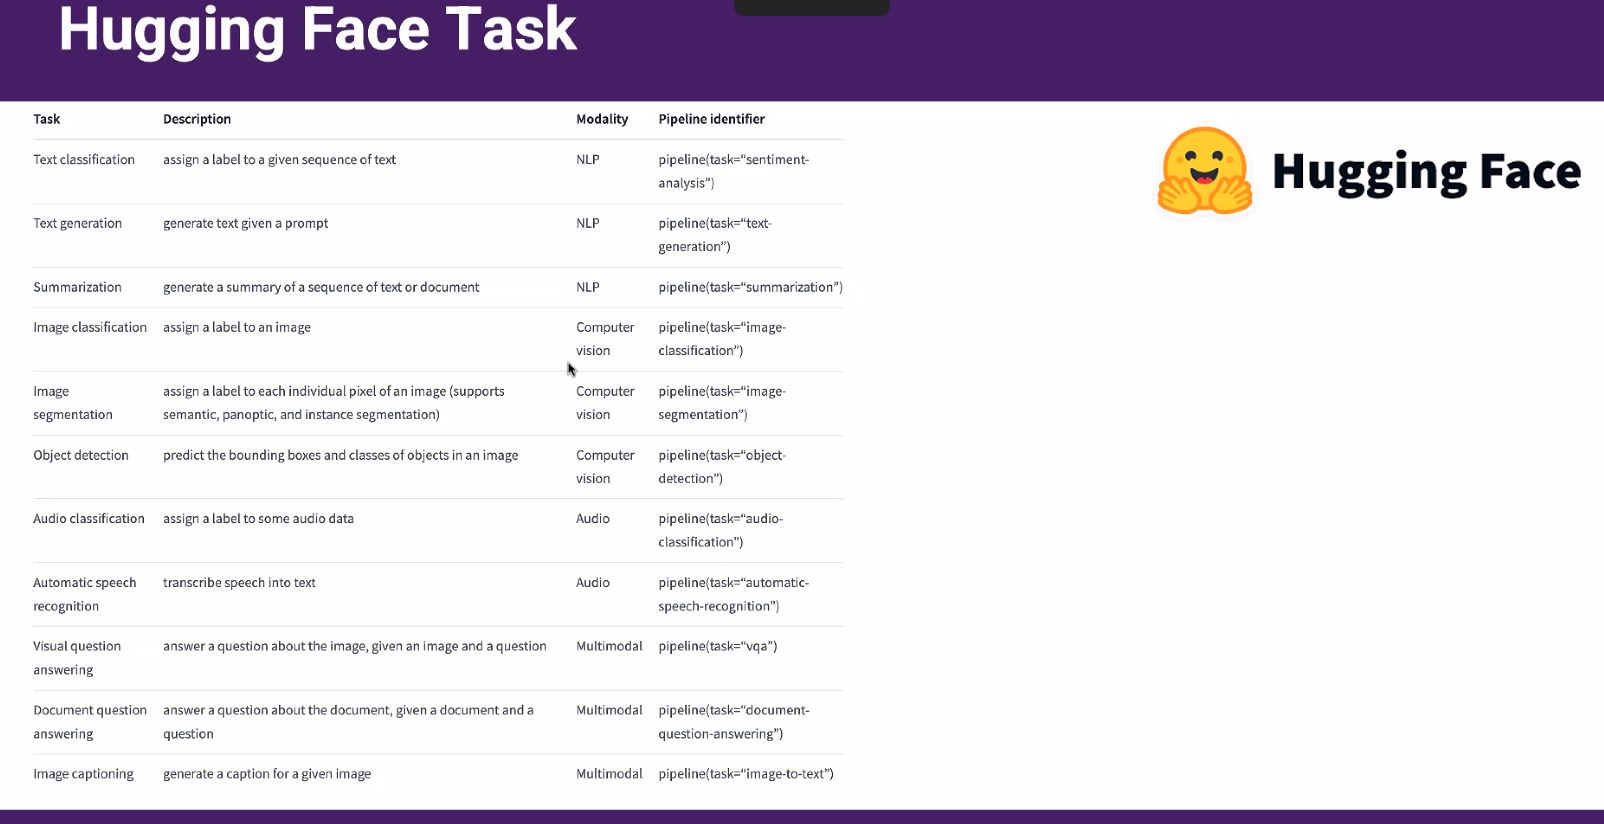 Hugging Face Task
Task Description Modality Pipeline identifier
Text classification assign a label to a given sequence of text NLP pipeline(task=“sentiment-
analysis”)
Text generation generate text given a prompt NLP pipeline(task=“text-
generation”)
Summarization generate a summary of a sequence of text or document NLP pipeline(task=“summarization”)
Image classification assign a label to an image Computer pipeline(task=“image-
vision classification”)
Image assign a label to each individual pixel of an image (supports Computer pipeline(task=“image-
segmentation semantic, panoptic, and instance segmentation) vision segmentation”)
Object detection predict the bounding boxes and classes of objects in an image Computer pipeline(task=“object-
vision detection”)
Audio classification assign a label to some audio data Audio pipeline(task=“audio-
classification”)
Automatic speech transcribe speech into text Audio pipeline(task=“automatic-
recognition speech-recognition”)
Visual question answer a question about the image, given an image and a question Multimodal pipeline(task=“vqa”)
answering
Document question answer a question about the document, given a document and a Multimodal pipeline(task=“document-
answering question question-answering”)
Image captioning generate a caption for a given image Multimodal pipeline(task=“image-to-text”)
Hugging Face